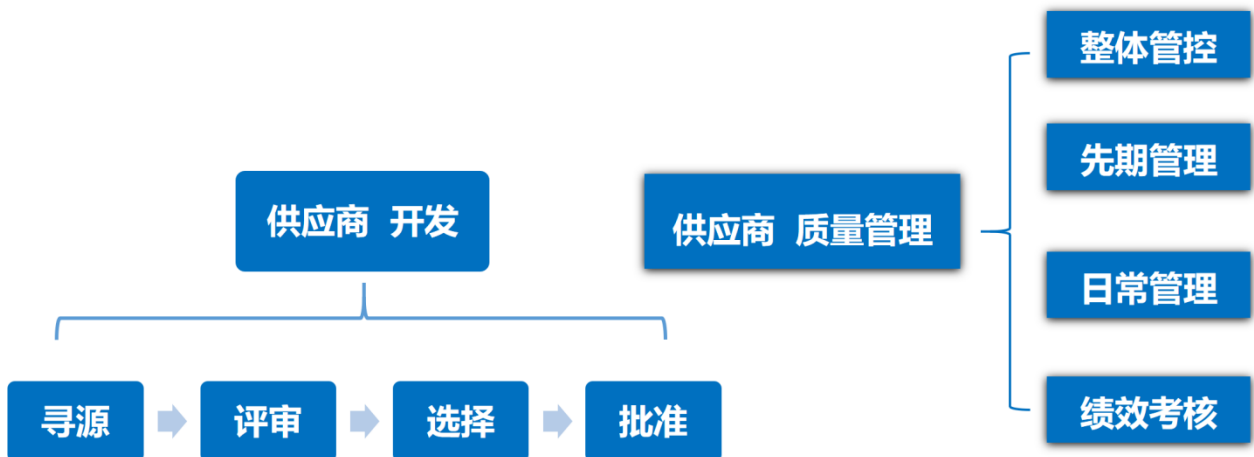 供应商 开发
寻源
评审
选择
批准
供应商 质量管理
整体管控
先期管理
日常管理
绩效考核